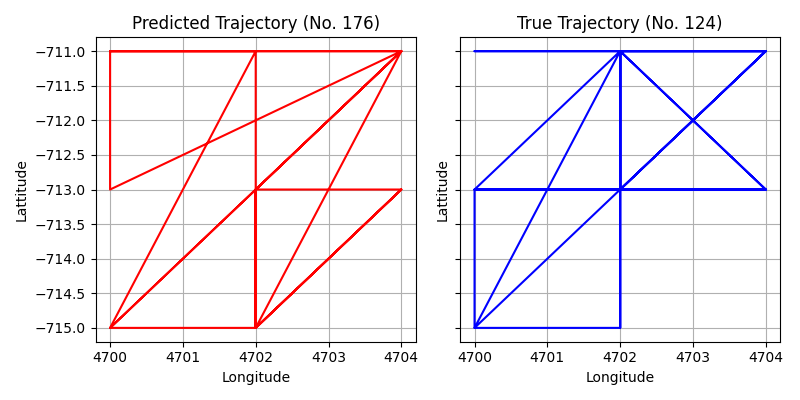 Predicted Trajectory (No. 176)
True Trajectory (No. 124)
−711.0
−711.5
−712.0
−712.5
−713.0
−713.5
−714.0
−714.5
−715.0
Lattitude
Lattitude
4700 4701 4702 4703 4704
4700 4701 4702 4703 4704
Longitude
Longitude